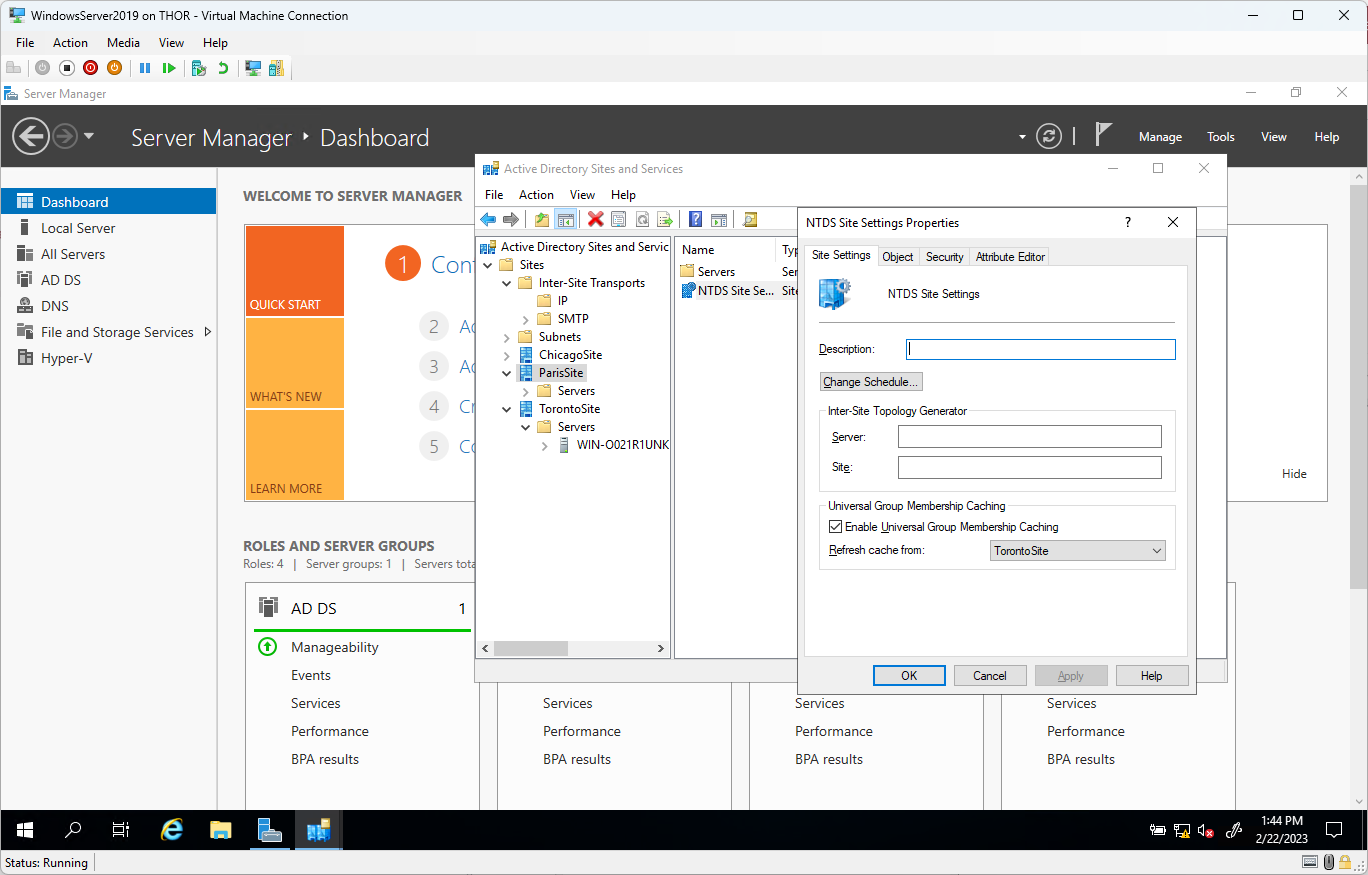 WindowsServer2019 on THOR - Virtual Machine Connection
File Action Media View Help
Server Manager
Server Manager Dashboard
Manage Tools View Help
Dashboard
Local Server
All Servers
AD DS
DNS
File and Storage Services
Hyper-V
WELCOME TO SERVER MANAGER
QUICK START
WHAT'S NEW
LEARN MORE
1 Con
2 Ac
3 Ac
4 Cr
5 Co
Hide
ROLES AND SERVER GROUPS
Roles: 4 | Server groups: 1 | Servers tota
AD DS 1
Manageability
Events
Services
Performance
BPA results
Services
Performance
BPA results
Services
Performance
BPA results
Services
Performance
BPA results
Active Directory Sites and Services
File Action View Help
Active Directory Sites and Servic
Sites
Inter-Site Transports
IP
SMTP
Subnets
ChicagoSite
ParisSite
Servers
TorontoSite
Servers
WIN-O021R1UNK
Name Typ
Servers Ser
NTDS Site Se... Site
NTDS Site Settings Properties
?
Site Settings Object Security Attribute Editor
NTDS Site Settings
Description:
Change Schedule...
Inter-Site Topology Generator
Server:
Site:
Universal Group Membership Caching
Enable Universal Group Membership Caching
Refresh cache from: TorontoSite
OK Cancel Apply Help
1:44 PM
2/22/2023
Status: Running